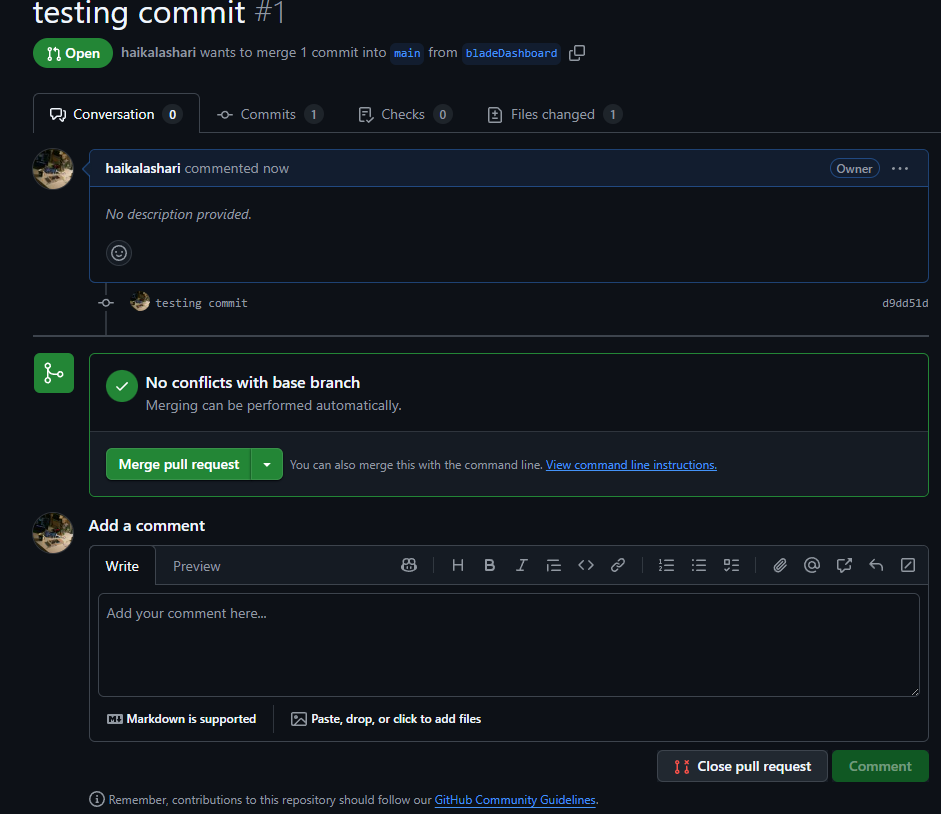 testing commit #1
Open haikalashari wants to merge 1 commit into main from bladeDashboard
Conversation 0 Commits 1 Checks 0 Files changed 1
haikalashari commented now Owner
No description provided.
testing commit d9dd51d
No conflicts with base branch
Merging can be performed automatically.
Merge pull request You can also merge this with the command line. View command line instructions.
Add a comment
Write Preview
Add your comment here...
Markdown is supported Paste, drop, or click to add files
Close pull request Comment
Remember, contributions to this repository should follow our GitHub Community Guidelines.